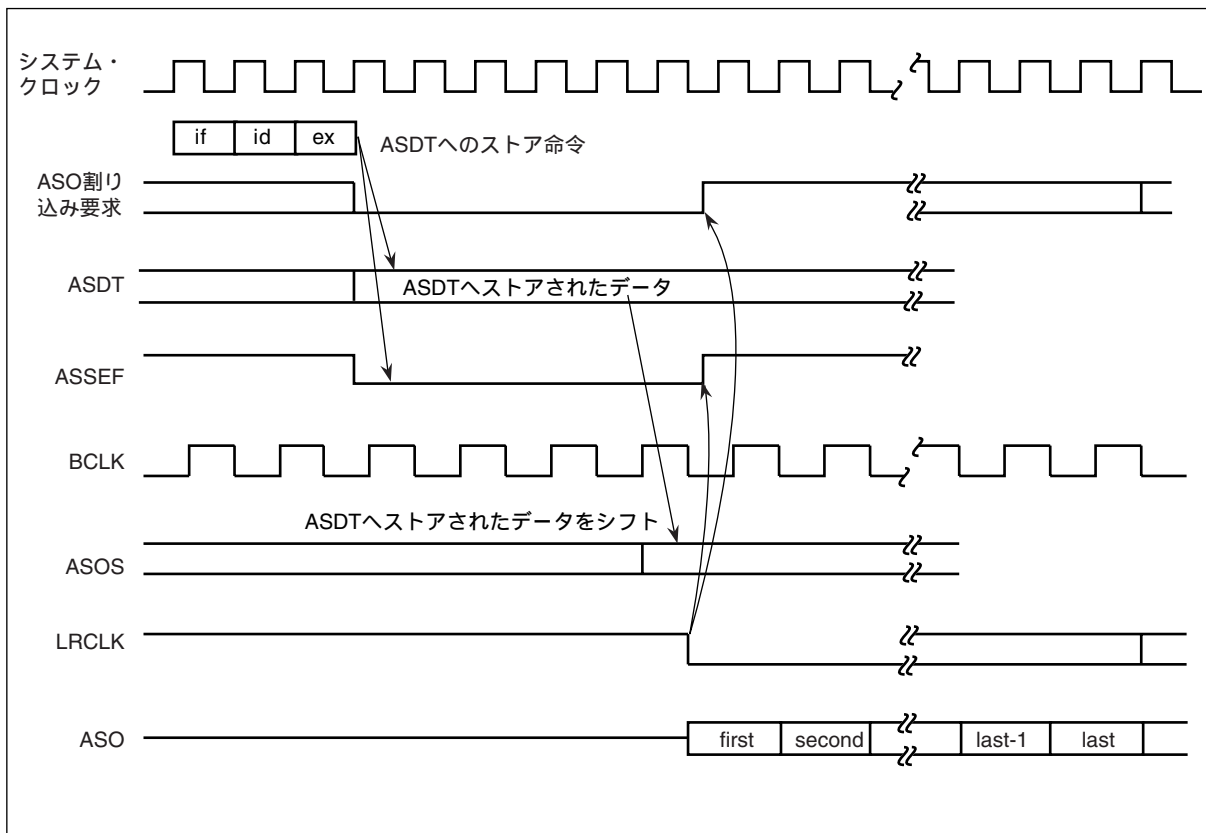 システム・
クロック
if id ex
ASDTへのストア命令
ASO割り
込み要求
ASDT
ASDTへストアされたデータ
ASSEF
BCLK
ASDTへストアされたデータをシフト
ASOS
LRCLK
ASO
first second last-1 last